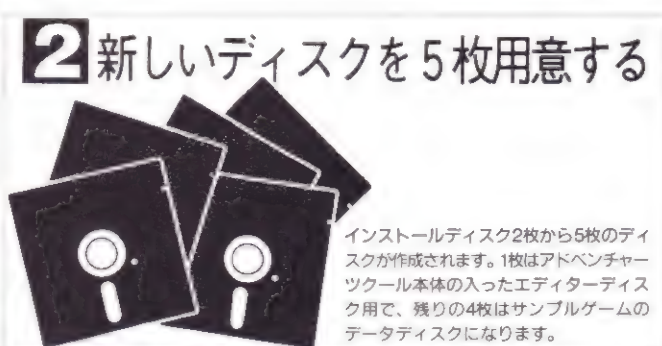 2 新しいディスクを5枚用意する
インストールディスク2枚から5枚のディ
スクが作成されます。1枚はアドベンチャー
ツクール本体の入ったエディターディス
ク用で、残りの4枚はサンプルゲームの
データディスクになります。